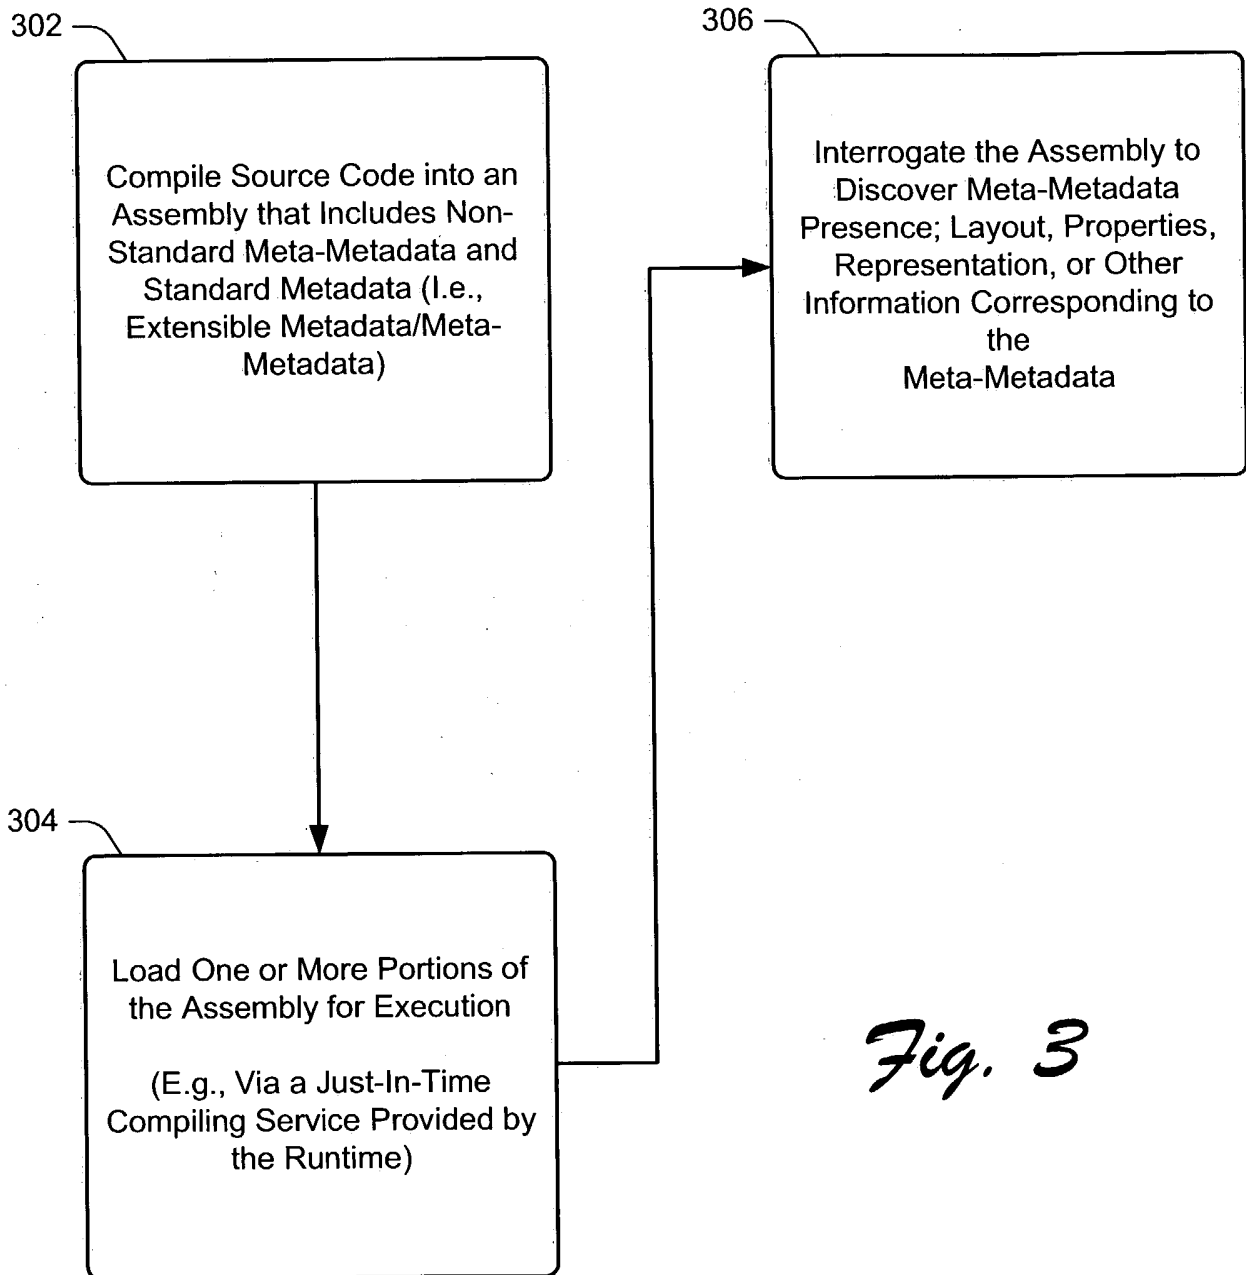 302
Compile Source Code into an
Assembly that Includes Non-
Standard Meta-Metadata and
Standard Metadata (I.e.,
Extensible Metadata/Meta-
Metadata)
304
Load One or More Portions of
the Assembly for Execution
(E.g., Via a Just-In-Time
Compiling Service Provided by
the Runtime)
306
Interrogate the Assembly to
Discover Meta-Metadata
Presence; Layout, Properties,
Representation, or Other
Information Corresponding to
the
Meta-Metadata
Fig. 3